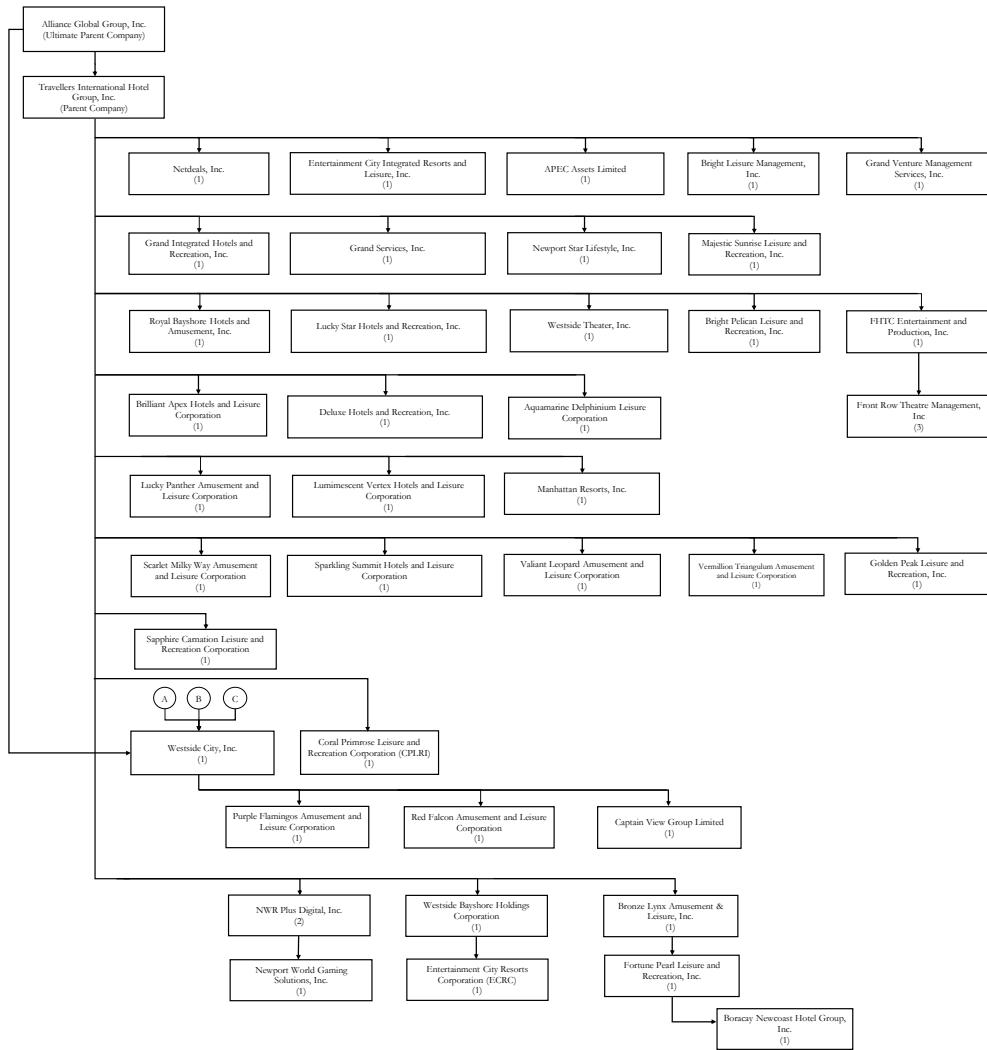 Alliance Global Group, Inc.
(Ultimate Parent Company)
Travellers International Hotel
Group, Inc.
(Parent Company)
Netdeals, Inc.
(1)
Entertainment City Integrated Resorts and
Leisure, Inc.
(1)
APEC Assets Limited
(1)
Bright Leisure Management,
Inc.
(1)
Grand Venture Management
Services, Inc.
(1)
Grand Integrated Hotels and
Recreation, Inc.
(1)
Grand Services, Inc.
(1)
Newport Star Lifestyle, Inc.
(1)
Majestic Sunrise Leisure and
Recreation, Inc.
(1)
Royal Bayshore Hotels and
Amusement, Inc.
(1)
Lucky Star Hotels and Recreation, Inc.
(1)
Westside Theater, Inc.
(1)
Bright Pelican Leisure and
Recreation, Inc.
(1)
FHTC Entertainment and
Production, Inc.
(1)
Brilliant Apex Hotels and Leisure
Corporation
(1)
Deluxe Hotels and Recreation, Inc.
(1)
Aquamarine Delphinium Leisure
Corporation
(1)
Front Row Theatre Management,
Inc
(3)
Lucky Panther Amusement and
Leisure Corporation
(1)
Lumimescent Vertex Hotels and Leisure
Corporation
(1)
Manhattan Resorts, Inc.
(1)
Scarlet Milky Way Amusement
and Leisure Corporation
(1)
Sparkling Summit Hotels and Leisure
Corporation
(1)
Valiant Leopard Amusement and
Leisure Corporation
(1)
Vermillion Triangulum Amusement
and Leisure Corporation
(1)
Golden Peak Leisure and
Recreation, Inc.
(1)
Sapphire Carnation Leisure and
Recreation Corporation
(1)
A
B
C
Westside City, Inc.
(1)
Coral Primrose Leisure and
Recreation Corporation (CPLRI)
(1)
Purple Flamingos Amusement and
Leisure Corporation
(1)
Red Falcon Amusement and Leisure
Corporation
(1)
Captain View Group Limited
(1)
NWR Plus Digital, Inc.
(2)
Westside Bayshore Holdings
Corporation
(1)
Bronze Lynx Amusement &
Leisure, Inc.
(1)
Newport World Gaming
Solutions, Inc.
(1)
Entertainment City Resorts
Corporation (ECRC)
(1)
Fortune Pearl Leisure and
Recreation, Inc.
(1)
Boracay Newcoast Hotel Group,
Inc.
(1)